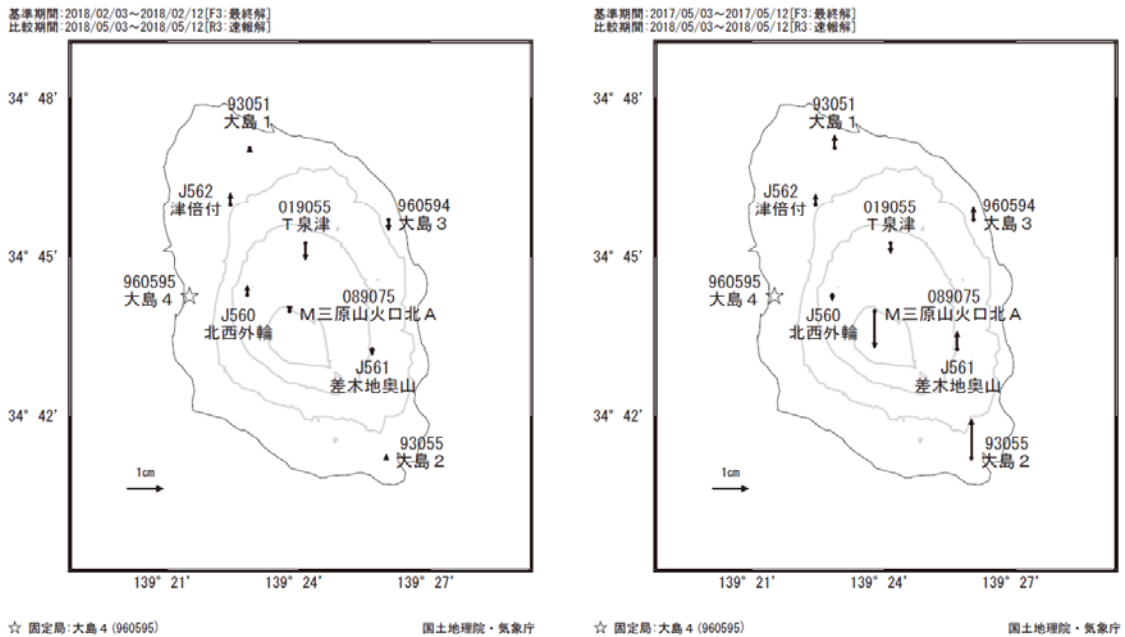 基準期間:2018/02/03～2018/02/12[F3:最終解]
比較期間:2018/05/03～2018/05/12[R3:速報解]
34° 48'
93051
大島1
J562
津倍付
019055
T泉津
960594
大島3
34° 45'
960595
大島4
089075
M三原山火口北A
J560
北西外輪
J561
差木地奥山
34° 42'
93055
大島2
1cm
139° 21'
139° 24'
139° 27'
☆ 固定局:大島4 (960595)
国土地理院・気象庁
基準期間:2017/05/03～2017/05/12[F3:最終解]
比較期間:2018/05/03～2018/05/12[R3:速報解]
34° 48'
93051
大島1
J562
津倍付
019055
T泉津
960594
大島3
34° 45'
960595
大島4
089075
M三原山火口北A
J560
北西外輪
J561
差木地奥山
34° 42'
93055
大島2
1cm
139° 21'
139° 24'
139° 27'
☆ 固定局:大島4 (960595)
国土地理院・気象庁